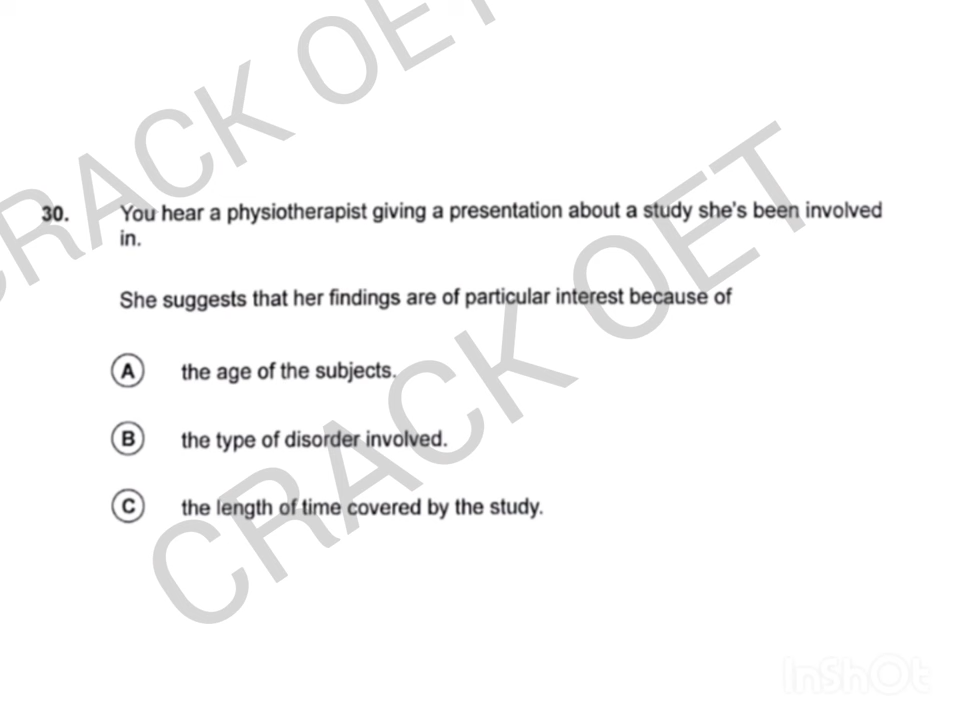 CRACK OET
30. You hear a physiotherapist giving a presentation about a study she's been involved
in.
She suggests that her findings are of particular interest because of
A the age of the subjects.
B the type of disorder involved.
C the length of time covered by the study.
CRACK OET
InShOt